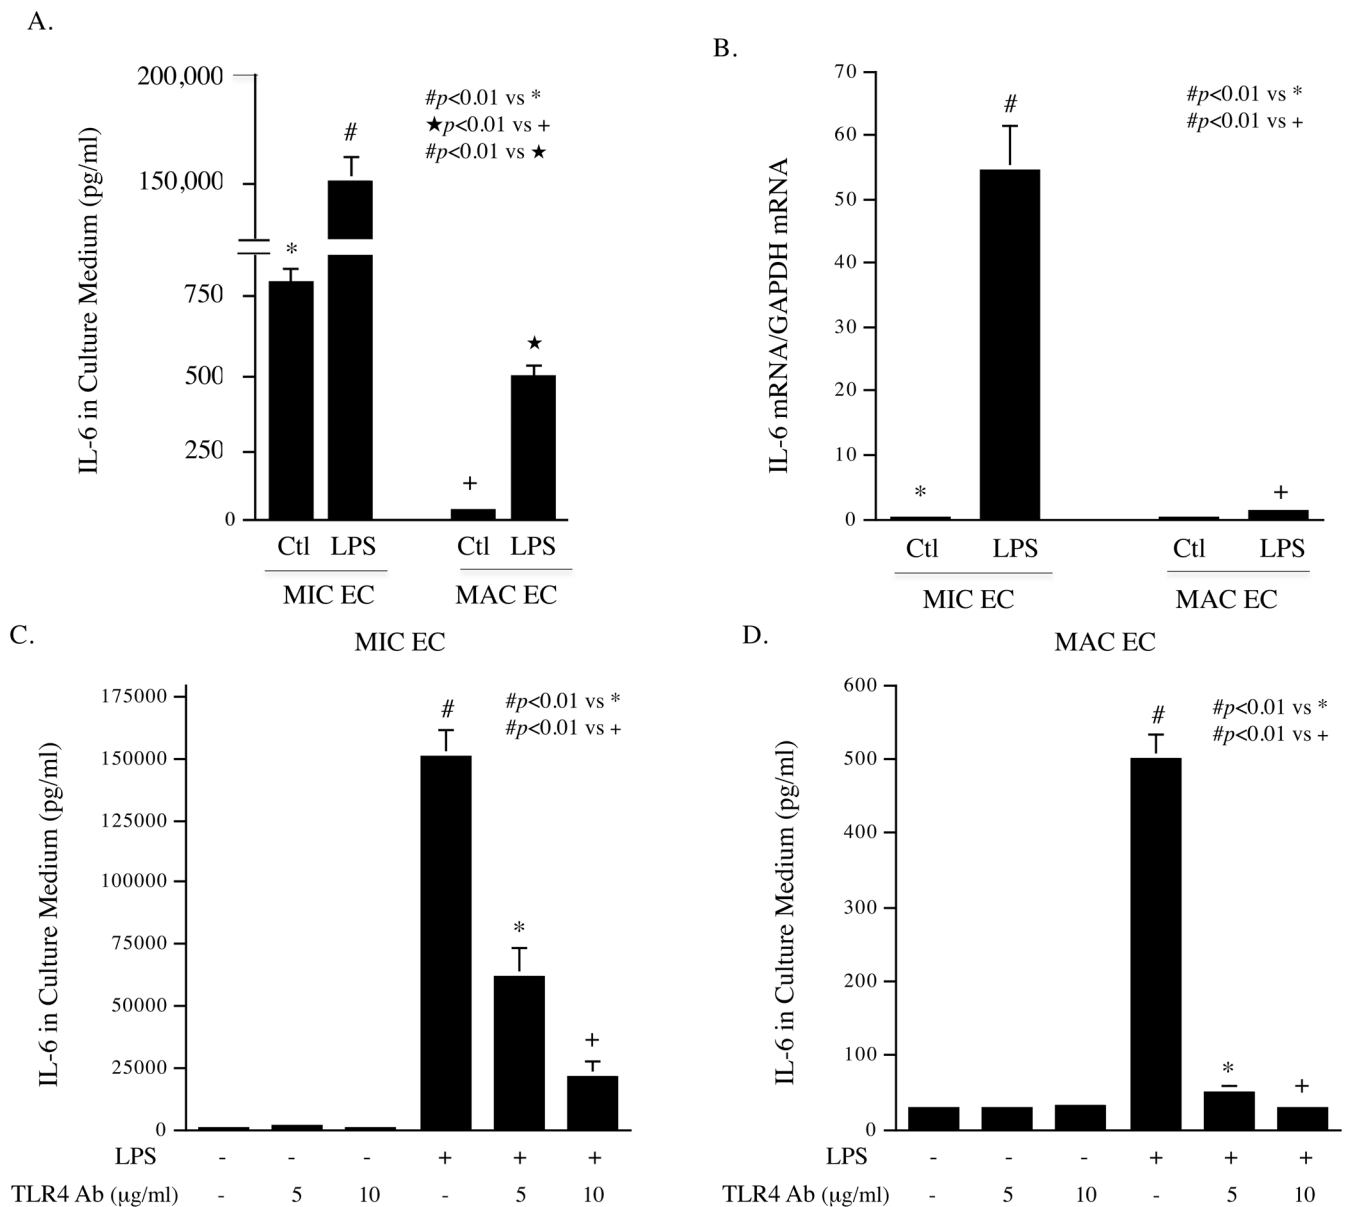 A.
IL-6 in Culture Medium (pg/ml)
200,000
150,000
750
500
250
0
#p<0.01 vs *
★p<0.01 vs +
#p<0.01 vs ★
*
#
+
★
Ctl LPS Ctl LPS
MIC EC MAC EC
B.
IL-6 mRNA/GAPDH mRNA
70
60
50
40
30
20
10
0
#p<0.01 vs *
#p<0.01 vs +
*
#
+
Ctl LPS Ctl LPS
MIC EC MAC EC
C.
MIC EC
IL-6 in Culture Medium (pg/ml)
175000
150000
125000
100000
75000
50000
25000
0
#p<0.01 vs *
#p<0.01 vs +
#
*
+
LPS - - - + + +
TLR4 Ab (μg/ml) - 5 10 - 5 10
D.
MAC EC
IL-6 in Culture Medium (pg/ml)
600
500
400
300
200
100
0
#p<0.01 vs *
#p<0.01 vs +
#
*
+
LPS - - - + + +
TLR4 Ab (μg/ml) - 5 10 - 5 10